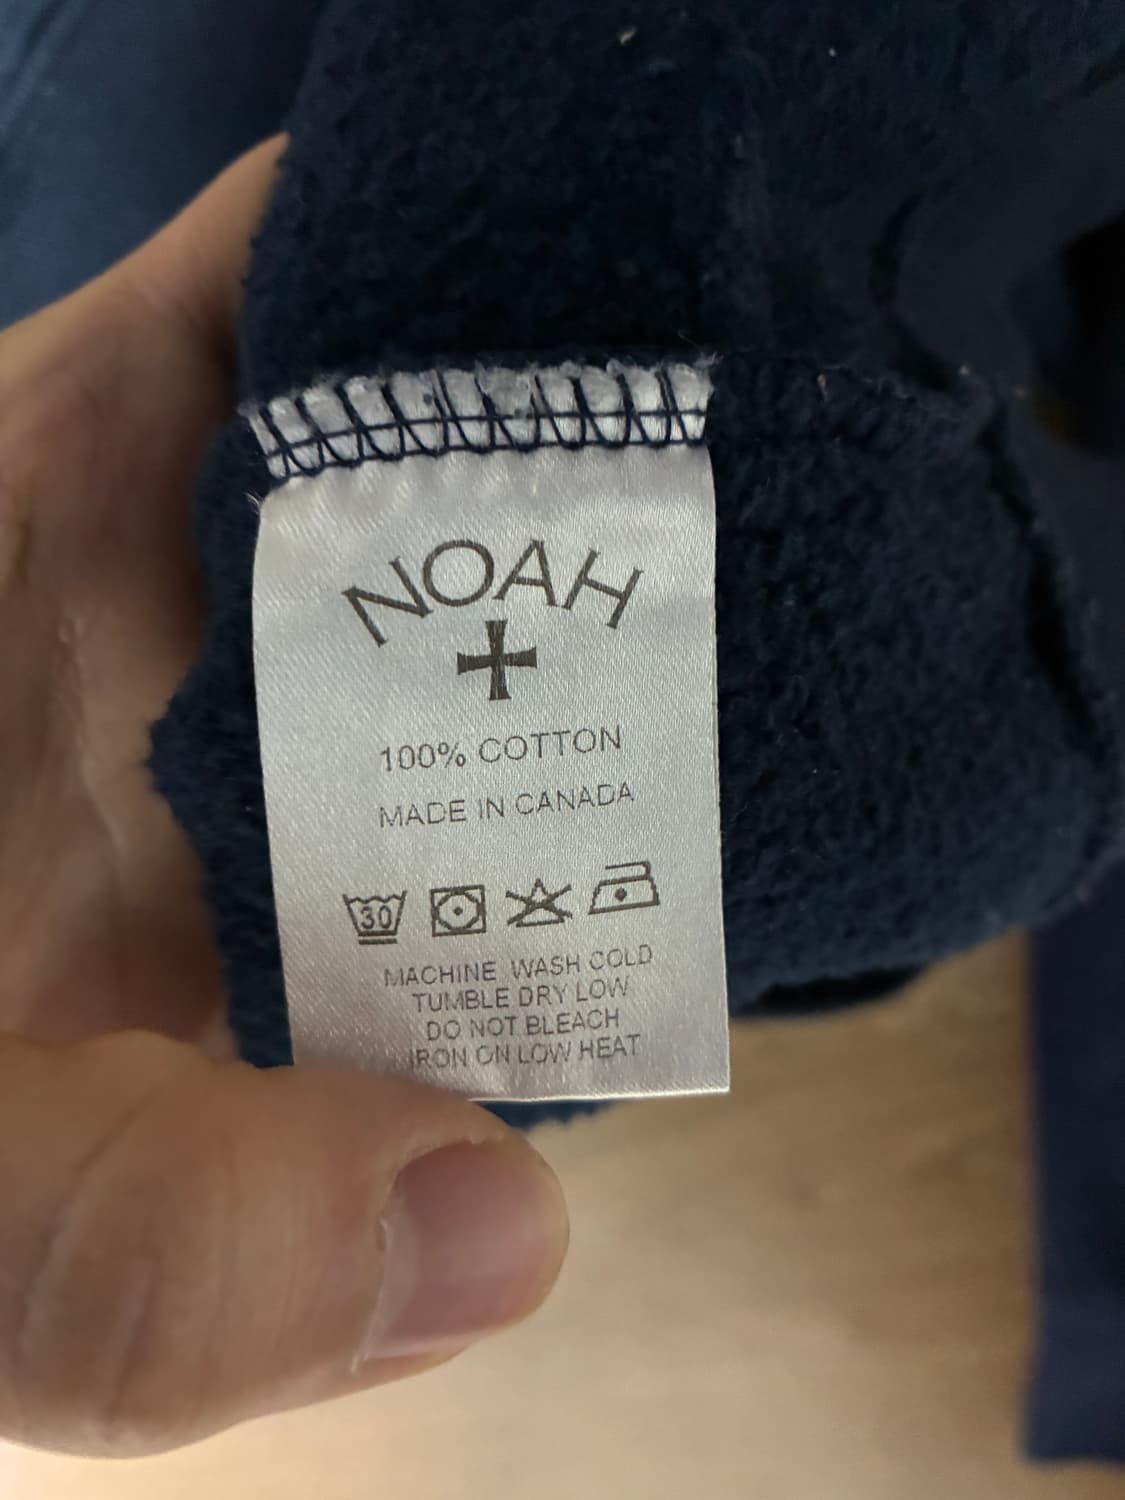 NOAH
100% COTTON
MADE IN CANADA
30
MACHINE WASH COLD
TUMBLE DRY LOW
DO NOT BLEACH
IRON ON LOW HEAT